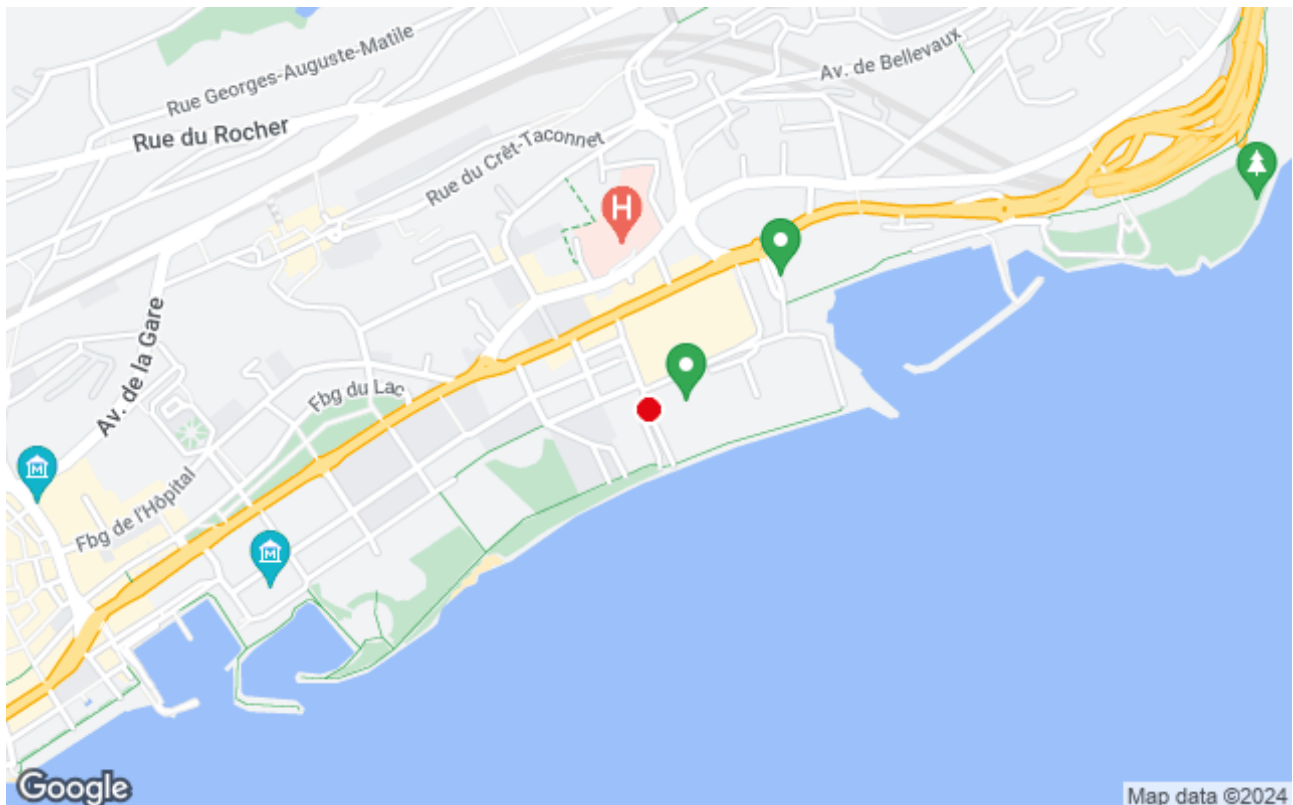 Rue Georges-Auguste-Matile
Av. de Bellevaux
Rue du Rocher
Rue du Crêt-Taconnet
H
Av. de la Gare
Fbg du Lac
M
Fbg de l'Hôpital
M
Google
Map data ©2024